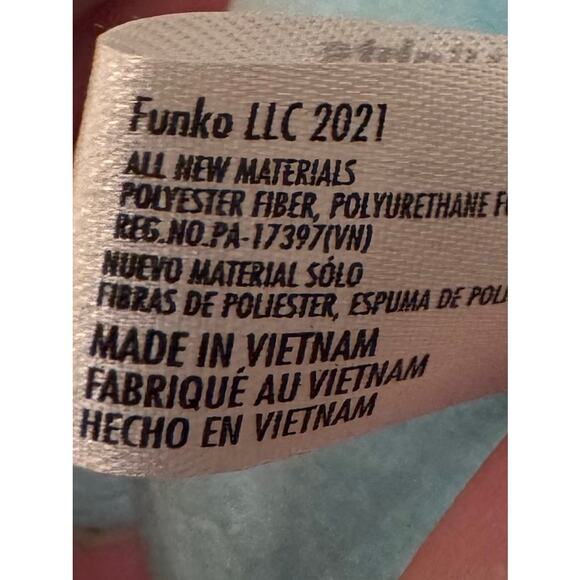 Funko LLC 2021
ALL NEW MATERIALS
POLYESTER FIBER, POLYURETHANE
REG.NO.PA-17397(VN)
NUEVO MATERIAL SÓLO
FIBRAS DE POLIESTER, ESPUMA DE
MADE IN VIETNAM
FABRIQUÉ AU VIETNAM
HECHO EN VIETNAM